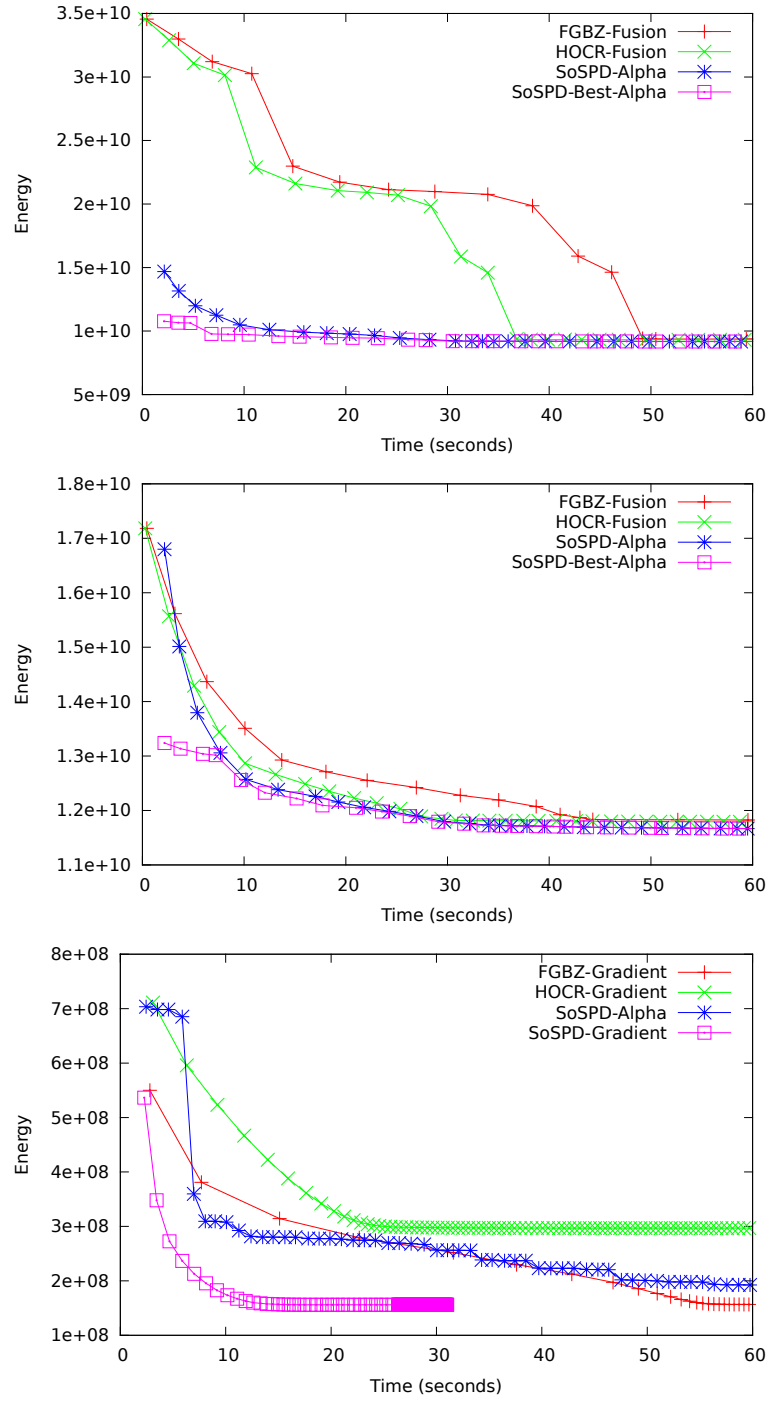 3.5e+10
3e+10
2.5e+10
2e+10
1.5e+10
1e+10
5e+09
Energy
FGBZ-Fusion
HOCR-Fusion
SoSPD-Alpha
SoSPD-Best-Alpha
0 10 20 30 40 50 60
Time (seconds)
1.8e+10
1.7e+10
1.6e+10
1.5e+10
1.4e+10
1.3e+10
1.2e+10
1.1e+10
Energy
FGBZ-Fusion
HOCR-Fusion
SoSPD-Alpha
SoSPD-Best-Alpha
0 10 20 30 40 50 60
Time (seconds)
8e+08
7e+08
6e+08
5e+08
4e+08
3e+08
2e+08
1e+08
Energy
FGBZ-Gradient
HOCR-Gradient
SoSPD-Alpha
SoSPD-Gradient
0 10 20 30 40 50 60
Time (seconds)